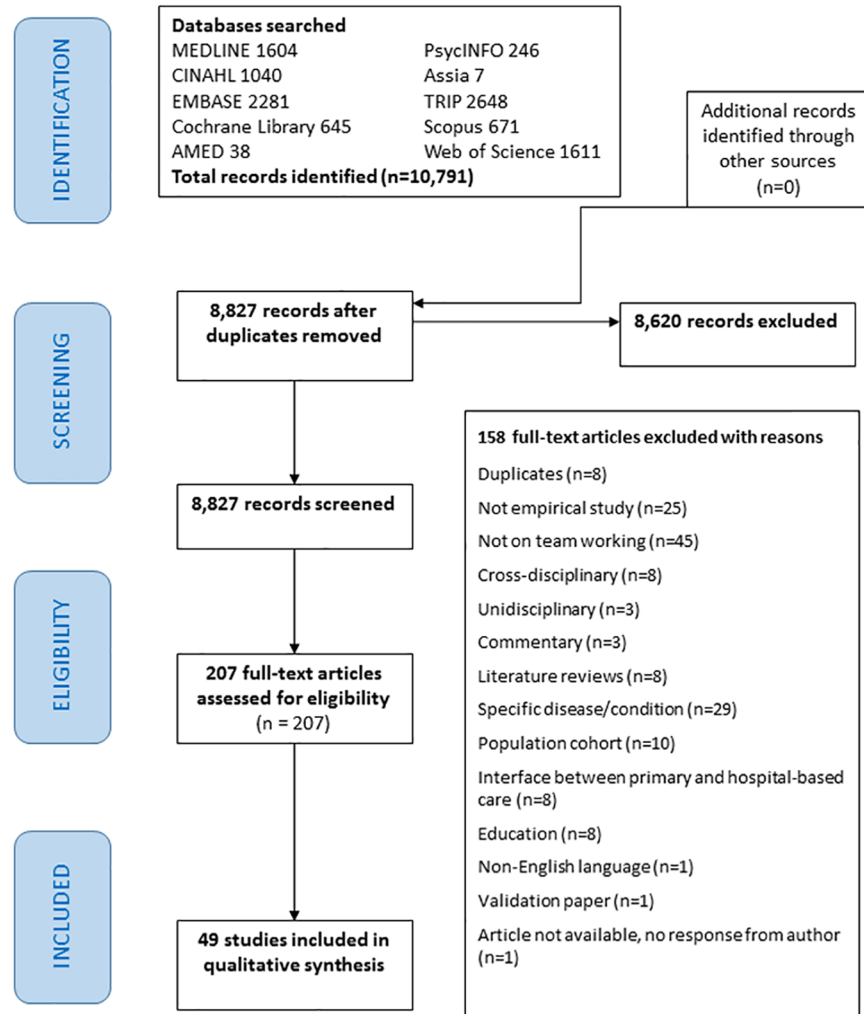 IDENTIFICATION
Databases searched
MEDLINE 1604
CINAHL 1040
EMBASE 2281
Cochrane Library 645
AMED 38
PsycINFO 246
Assia 7
TRIP 2648
Scopus 671
Web of Science 1611
Total records identified (n=10,791)
Additional records
identified through
other sources
(n=0)
SCREENING
8,827 records after
duplicates removed
8,620 records excluded
8,827 records screened
ELIGIBILITY
207 full-text articles
assessed for eligibility
(n = 207)
158 full-text articles excluded with reasons
Duplicates (n=8)
Not empirical study (n=25)
Not on team working (n=45)
Cross-disciplinary (n=8)
Unidisciplinary (n=3)
Commentary (n=3)
Literature reviews (n=8)
Specific disease/condition (n=29)
Population cohort (n=10)
Interface between primary and hospital-based
care (n=8)
Education (n=8)
Non-English language (n=1)
Validation paper (n=1)
Article not available, no response from author
(n=1)
INCLUDED
49 studies included in
qualitative synthesis